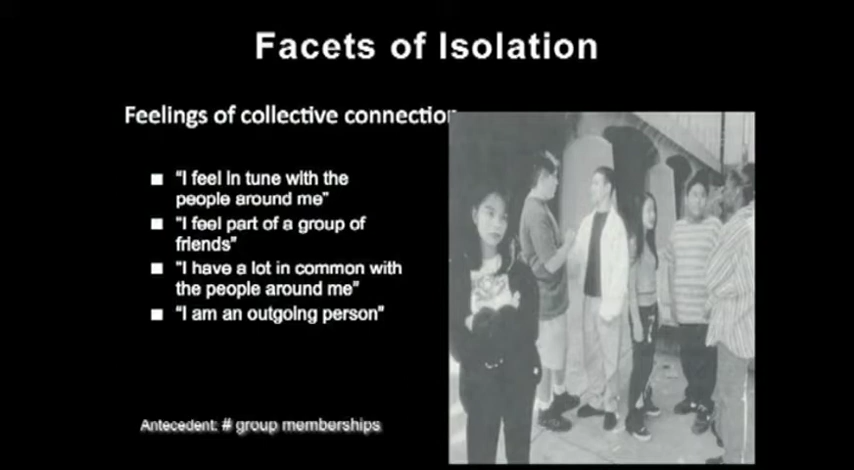 Facets of Isolation
Feelings of collective connection
"I feel in tune with the
people around me"
"I feel part of a group of
friends"
"I have a lot in common with
the people around me"
"I am an outgoing person"
Antecedent: # group memberships